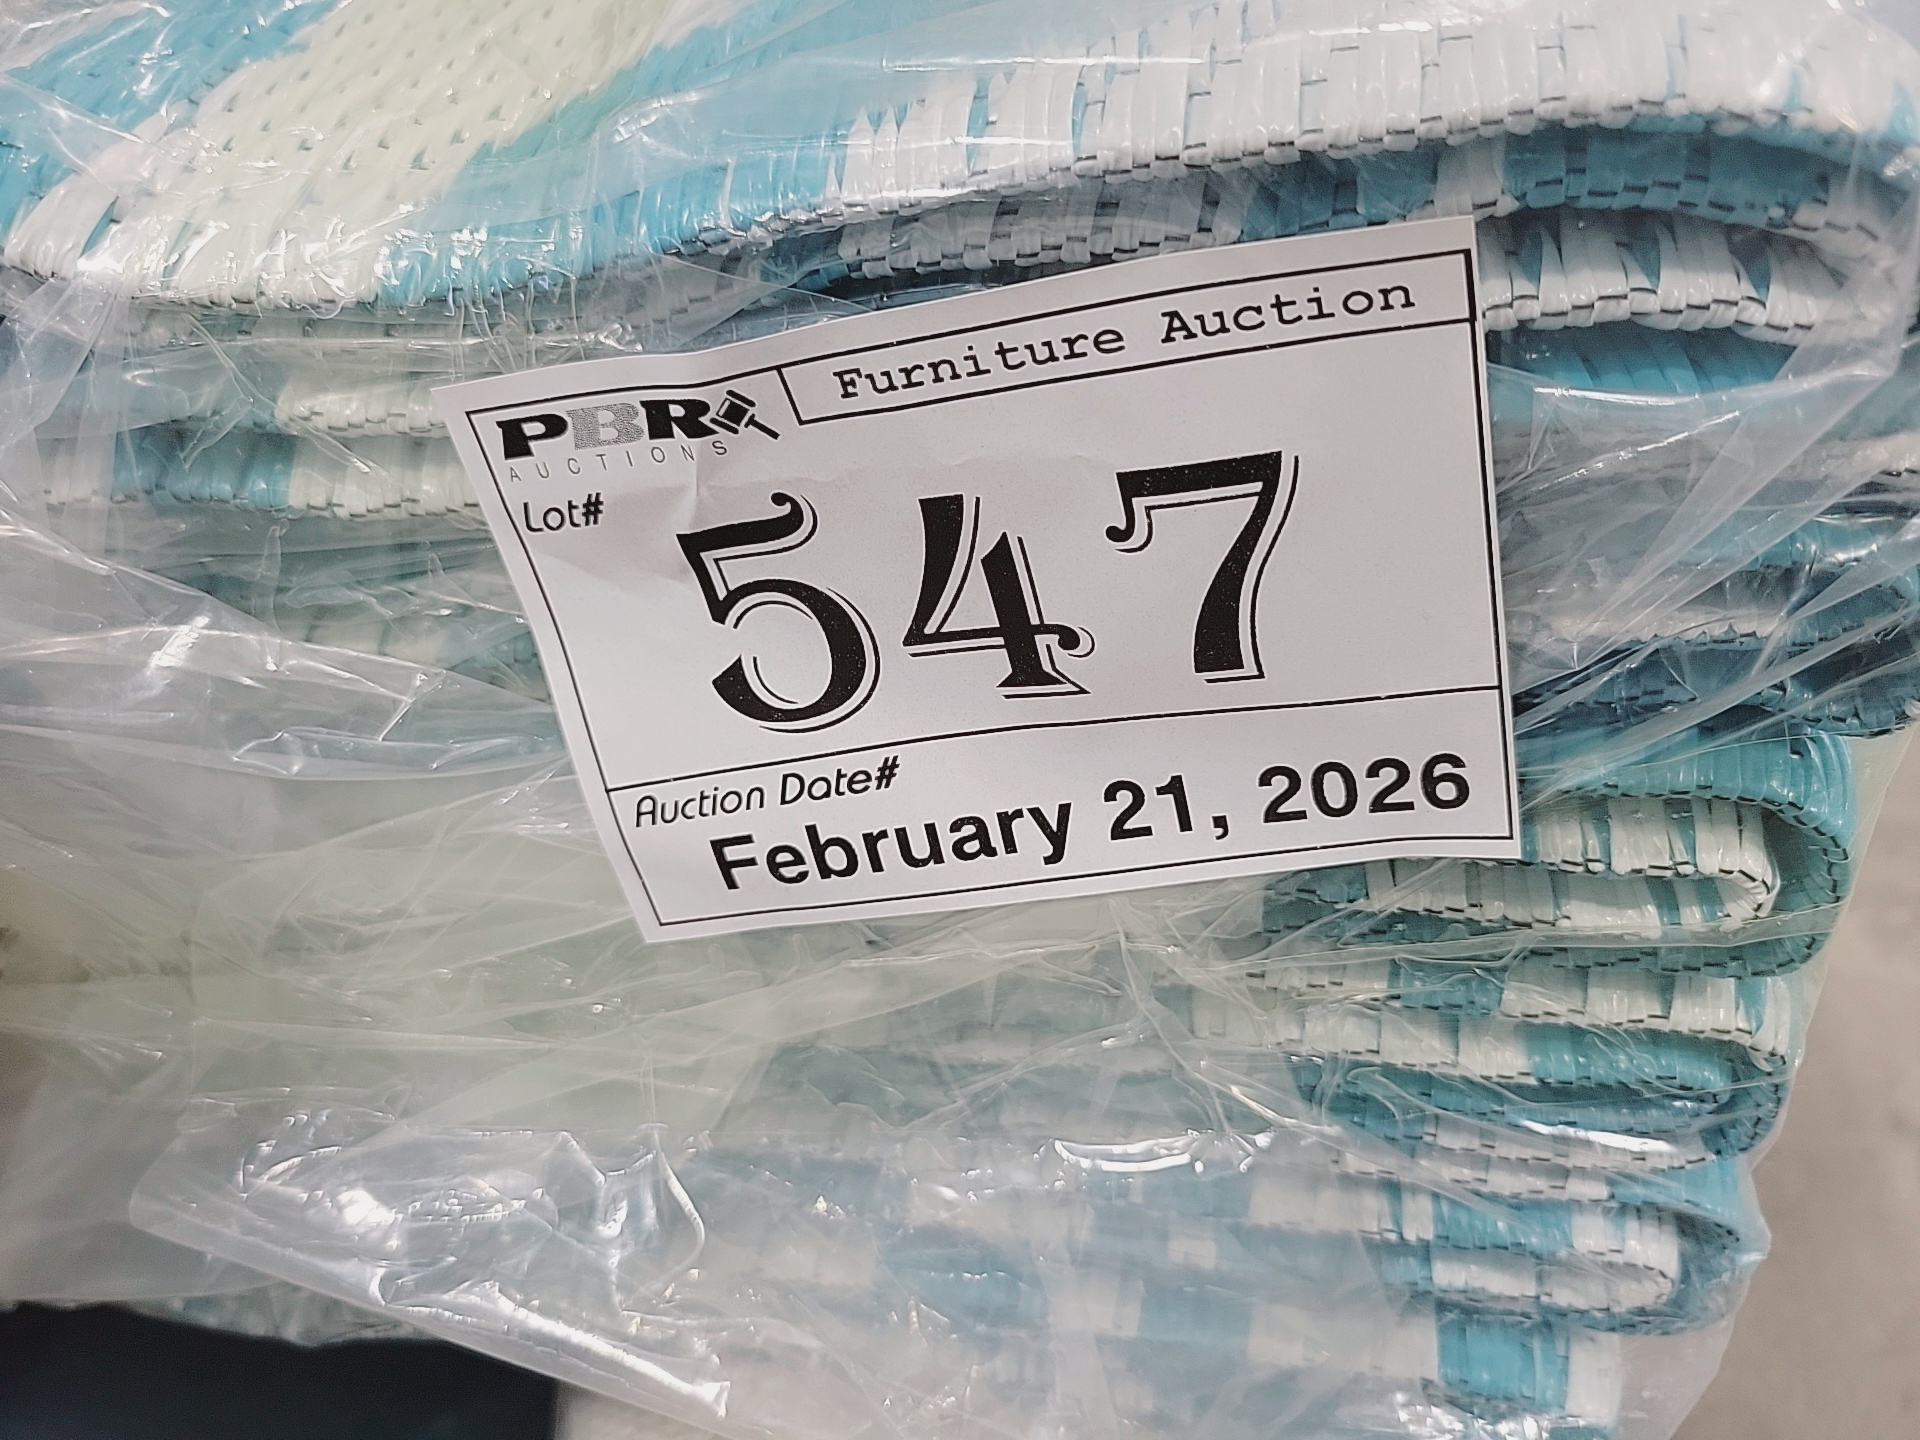 PBR
AUCTIONS
Furniture Auction
Lot#
547
Auction Date#
February 21, 2026